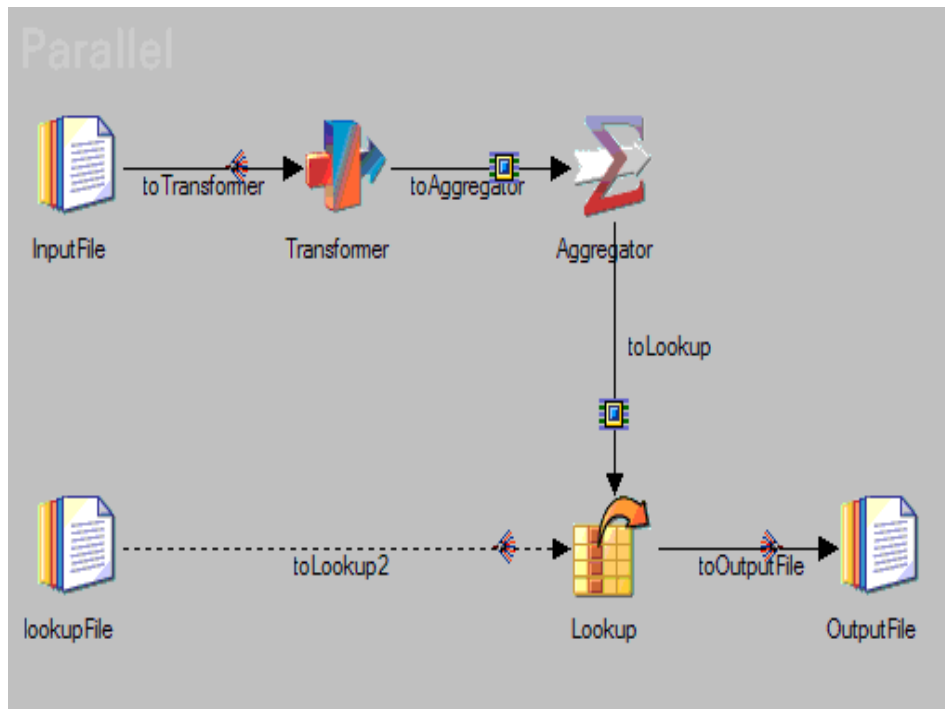 Parallel
toTransformer
toAggregator
InputFile
Transformer
Aggregator
toLookup
toLookup2
toOutputFile
lookupFile
Lookup
OutputFile